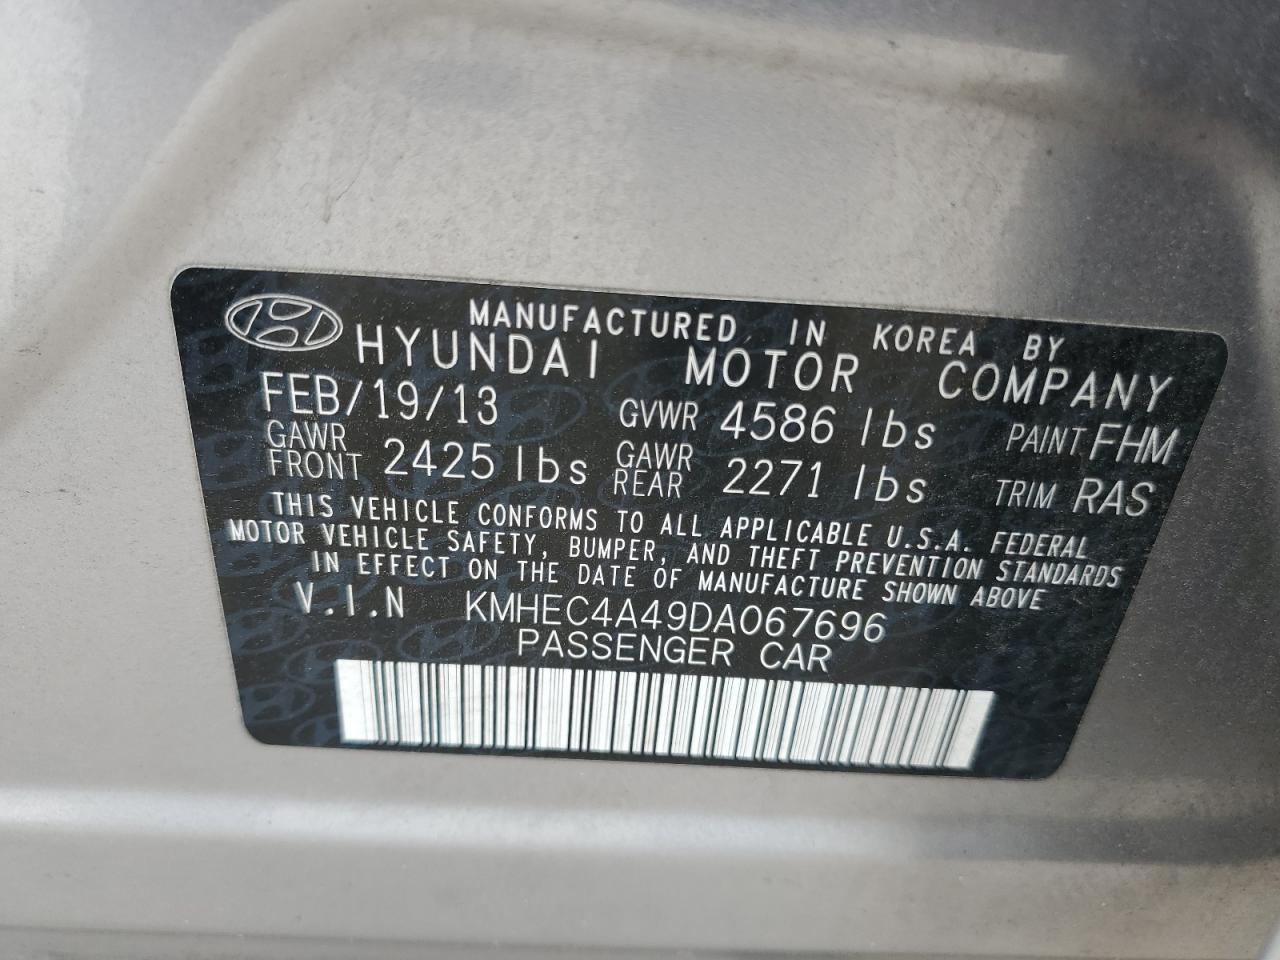 MANUFACTURED IN KOREA BY
HYUNDAI MOTOR COMPANY
FEB/19/13 GVWR 4586 lbs PAINT FHM
GAWR FRONT 2425 lbs GAWR REAR 2271 lbs TRIM RAS
THIS VEHICLE CONFORMS TO ALL APPLICABLE U.S.A. FEDERAL
MOTOR VEHICLE SAFETY, BUMPER, AND THEFT PREVENTION STANDARDS
IN EFFECT ON THE DATE OF MANUFACTURE SHOWN ABOVE
V.I.N KMHEC4A49DA067696
PASSENGER CAR